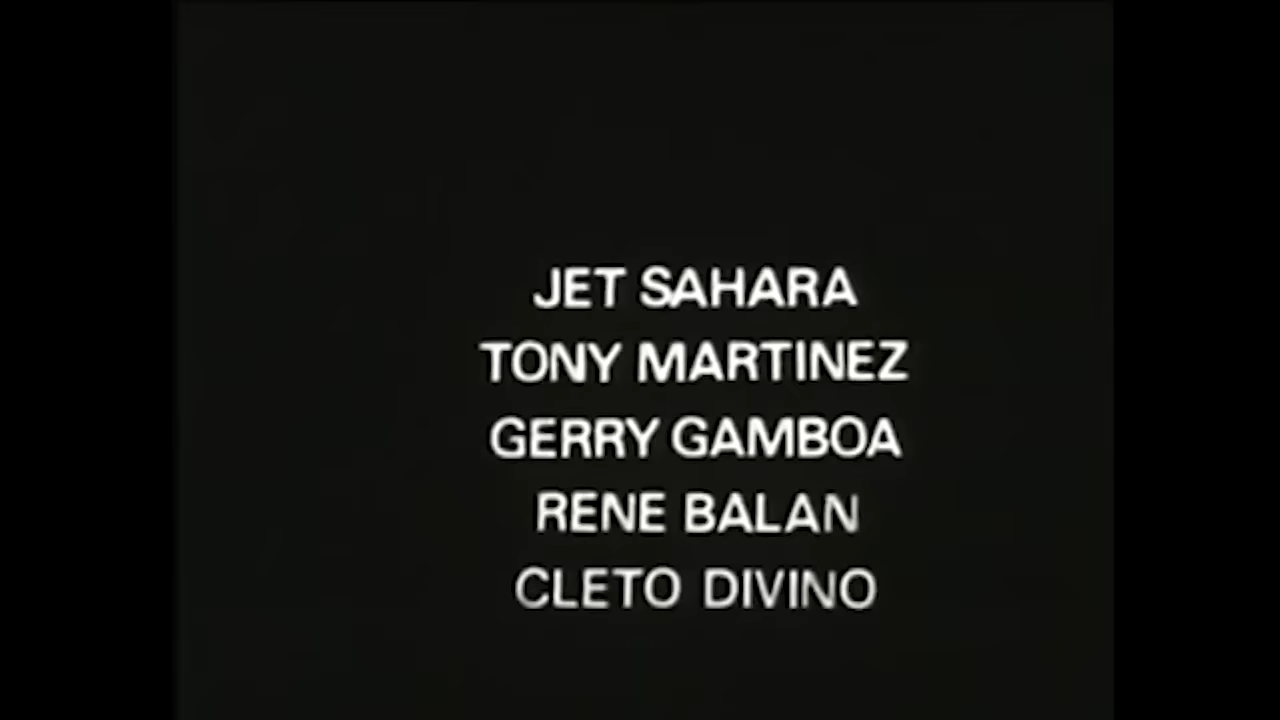 JET SAHARA
TONY MARTINEZ
GERRY GAMBOA
RENE BALAN
CLETO DIVINO